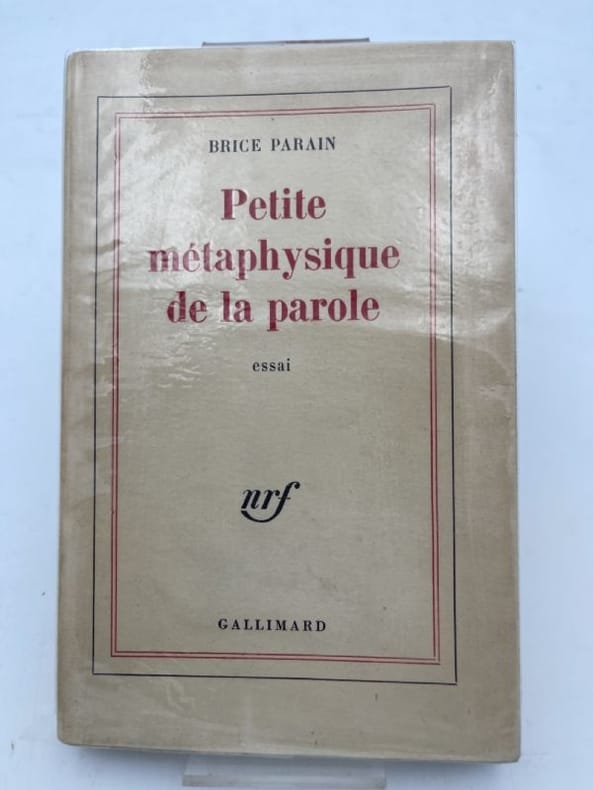 BRICE PARAIN
Petite
métaphysique
de la parole
essai
nrf
GALLIMARD